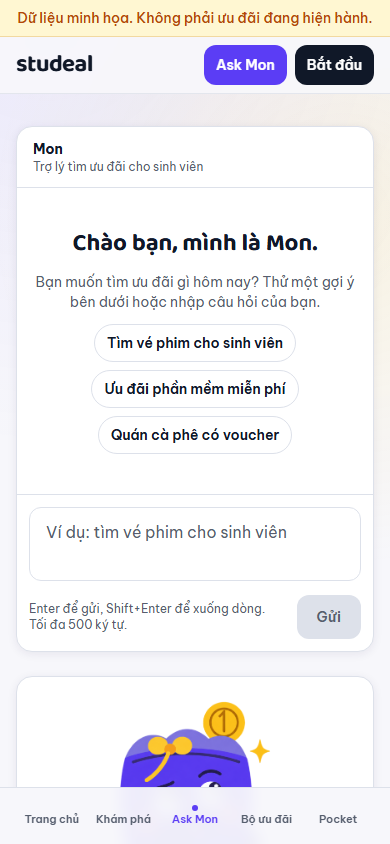 Dữ liệu minh họa. Không phải ưu đãi đang hiện hành.
studeal
Ask Mon
Bắt đầu
Mon
Trợ lý tìm ưu đãi cho sinh viên
Chào bạn, mình là Mon.
Bạn muốn tìm ưu đãi gì hôm nay? Thử một gợi ý
bên dưới hoặc nhập câu hỏi của bạn.
Tìm vé phim cho sinh viên
Ưu đãi phần mềm miễn phí
Quán cà phê có voucher
Ví dụ: tìm vé phim cho sinh viên
Enter để gửi, Shift+Enter để xuống dòng.
Tối đa 500 ký tự.
Gửi
1
Trang chủ
Khám phá
Ask Mon
Bộ ưu đãi
Pocket